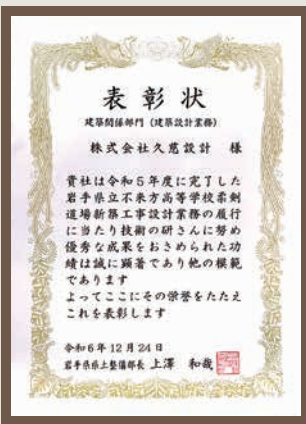 表彰状
建築関係部門（建築設計業務）
株式会社久慈設計 様
貴社は令和5年度に完了した
岩手県立不来方高等学校柔剣
道場新築工事設計業務の履行
に当たり技術の研さんに努め
優秀な成果をおさめられた功
績は誠に顕著であり他の模範
であります
よってここにその栄誉をたたえ
これを表彰します
令和6年12月24日
岩手県県土整備部長 上澤 和哉